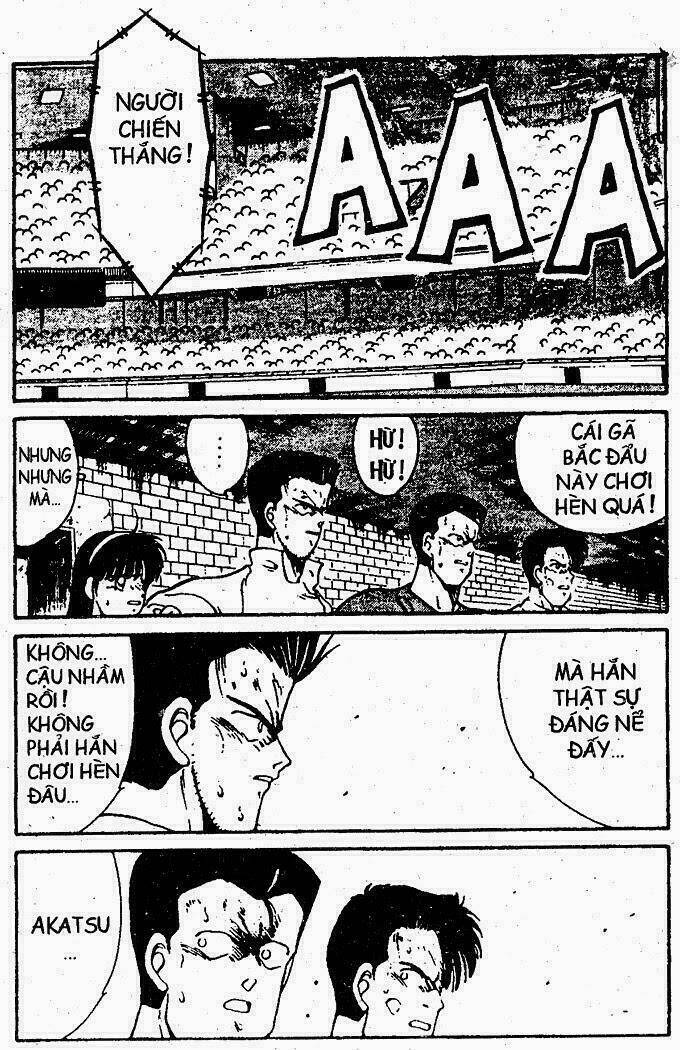 NGƯỜI
CHIẾN
THẮNG!
AAA
NHƯNG
NHƯNG
MÀ...
...
HỪ!
HỪ!
CÁI GÃ
BẮC ĐẨU
NÀY CHƠI
HÈN QUÁ!
KHÔNG...
CẬU NHẦM
RỒI!
KHÔNG
PHẢI HẮN
CHƠI HÈN
ĐÂU...
MÀ HẮN
THẬT SỰ
ĐÁNG NỂ
ĐẤY...
AKATSU
...